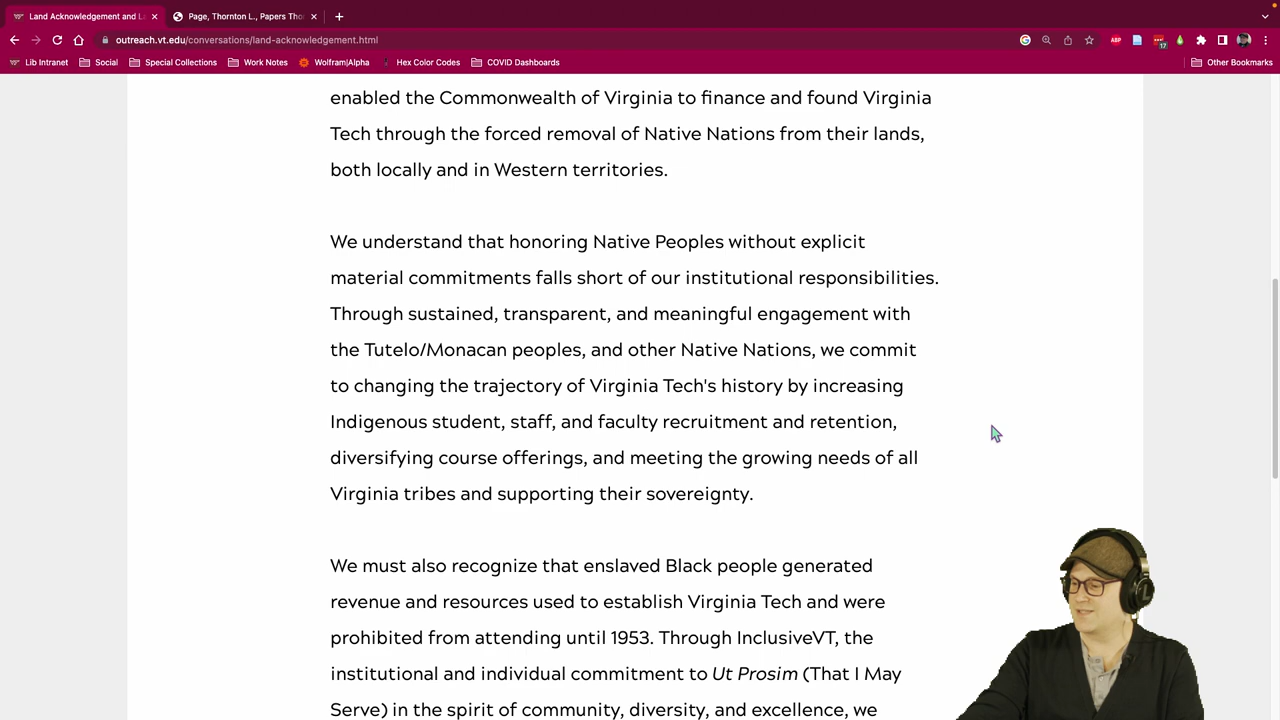 Land Acknowledgement and La
Page, Thornton L., Papers Thor
outreach.vt.edu/conversations/land-acknowledgement.html
ABP
17
Lib Intranet
Social
Special Collections
Work Notes
Wolfram|Alpha
Hex Color Codes
COVID Dashboards
Other Bookmarks
enabled the Commonwealth of Virginia to finance and found Virginia
Tech through the forced removal of Native Nations from their lands,
both locally and in Western territories.
We understand that honoring Native Peoples without explicit
material commitments falls short of our institutional responsibilities.
Through sustained, transparent, and meaningful engagement with
the Tutelo/Monacan peoples, and other Native Nations, we commit
to changing the trajectory of Virginia Tech's history by increasing
Indigenous student, staff, and faculty recruitment and retention,
diversifying course offerings, and meeting the growing needs of all
Virginia tribes and supporting their sovereignty.
We must also recognize that enslaved Black people generated
revenue and resources used to establish Virginia Tech and were
prohibited from attending until 1953. Through InclusiveVT, the
institutional and individual commitment to Ut Prosim (That I May
Serve) in the spirit of community, diversity, and excellence, we